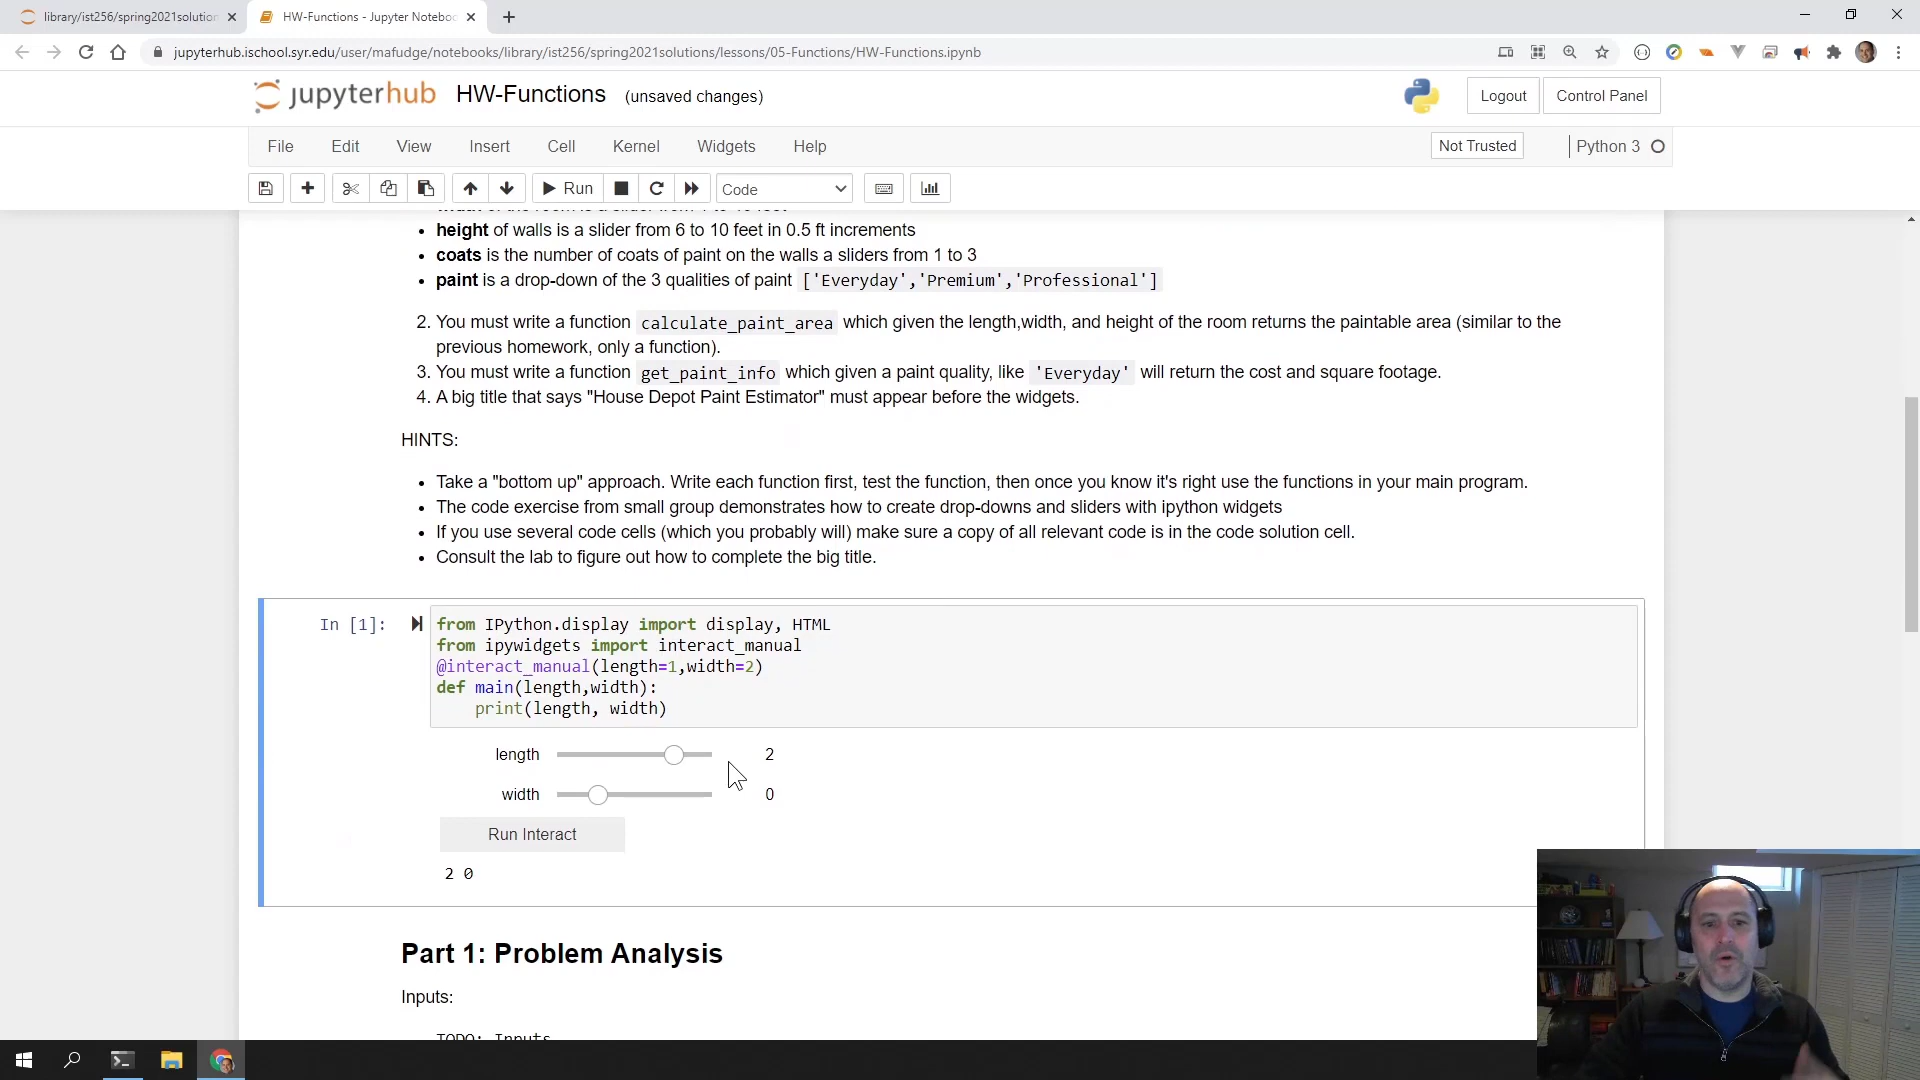 library/ist256/spring2021solution
HW-Functions - Jupyter Noteboo
jupyterhub.ischool.syr.edu/user/mafudge/notebooks/library/ist256/spring2021solutions/lessons/05-Functions/HW-Functions.ipynb
jupyterhub HW-Functions (unsaved changes)
Logout
Control Panel
File Edit View Insert Cell Kernel Widgets Help
Not Trusted
Python 3
Run
Code
height of walls is a slider from 6 to 10 feet in 0.5 ft increments
coats is the number of coats of paint on the walls a sliders from 1 to 3
paint is a drop-down of the 3 qualities of paint ['Everyday','Premium','Professional']
2. You must write a function calculate_paint_area which given the length,width, and height of the room returns the paintable area (similar to the
previous homework, only a function).
3. You must write a function get_paint_info which given a paint quality, like 'Everyday' will return the cost and square footage.
4. A big title that says "House Depot Paint Estimator" must appear before the widgets.
HINTS:
Take a "bottom up" approach. Write each function first, test the function, then once you know it's right use the functions in your main program.
The code exercise from small group demonstrates how to create drop-downs and sliders with ipython widgets
If you use several code cells (which you probably will) make sure a copy of all relevant code is in the code solution cell.
Consult the lab to figure out how to complete the big title.
In [1]:
from IPython.display import display, HTML
from ipywidgets import interact_manual
@interact_manual(length=1,width=2)
def main(length,width):
    print(length, width)
length 2
width 0
Run Interact
2 0
Part 1: Problem Analysis
Inputs:
TODO: Inputs